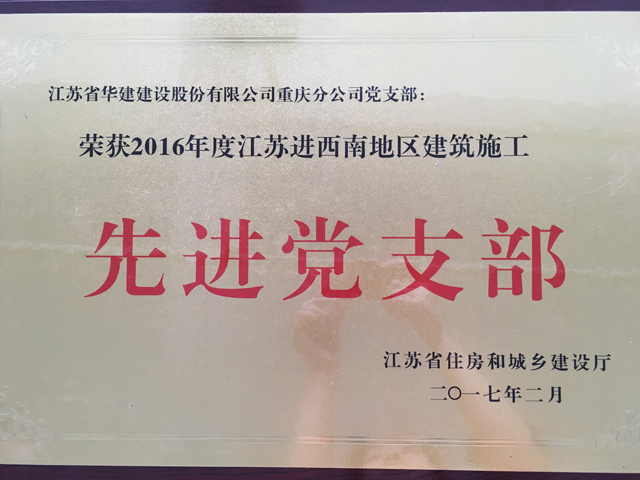 江苏省华建建设股份有限公司重庆分公司党支部：
荣获2016年度江苏进西南地区建筑施工
先进党支部
江苏省住房和城乡建设厅
二〇一七年二月